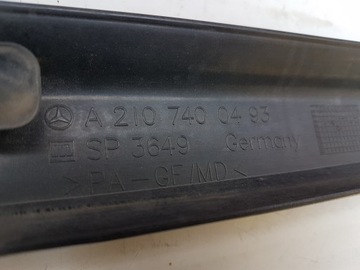 A 210 740 04 93
SP 3649 Germany
>PA-GF/MD<